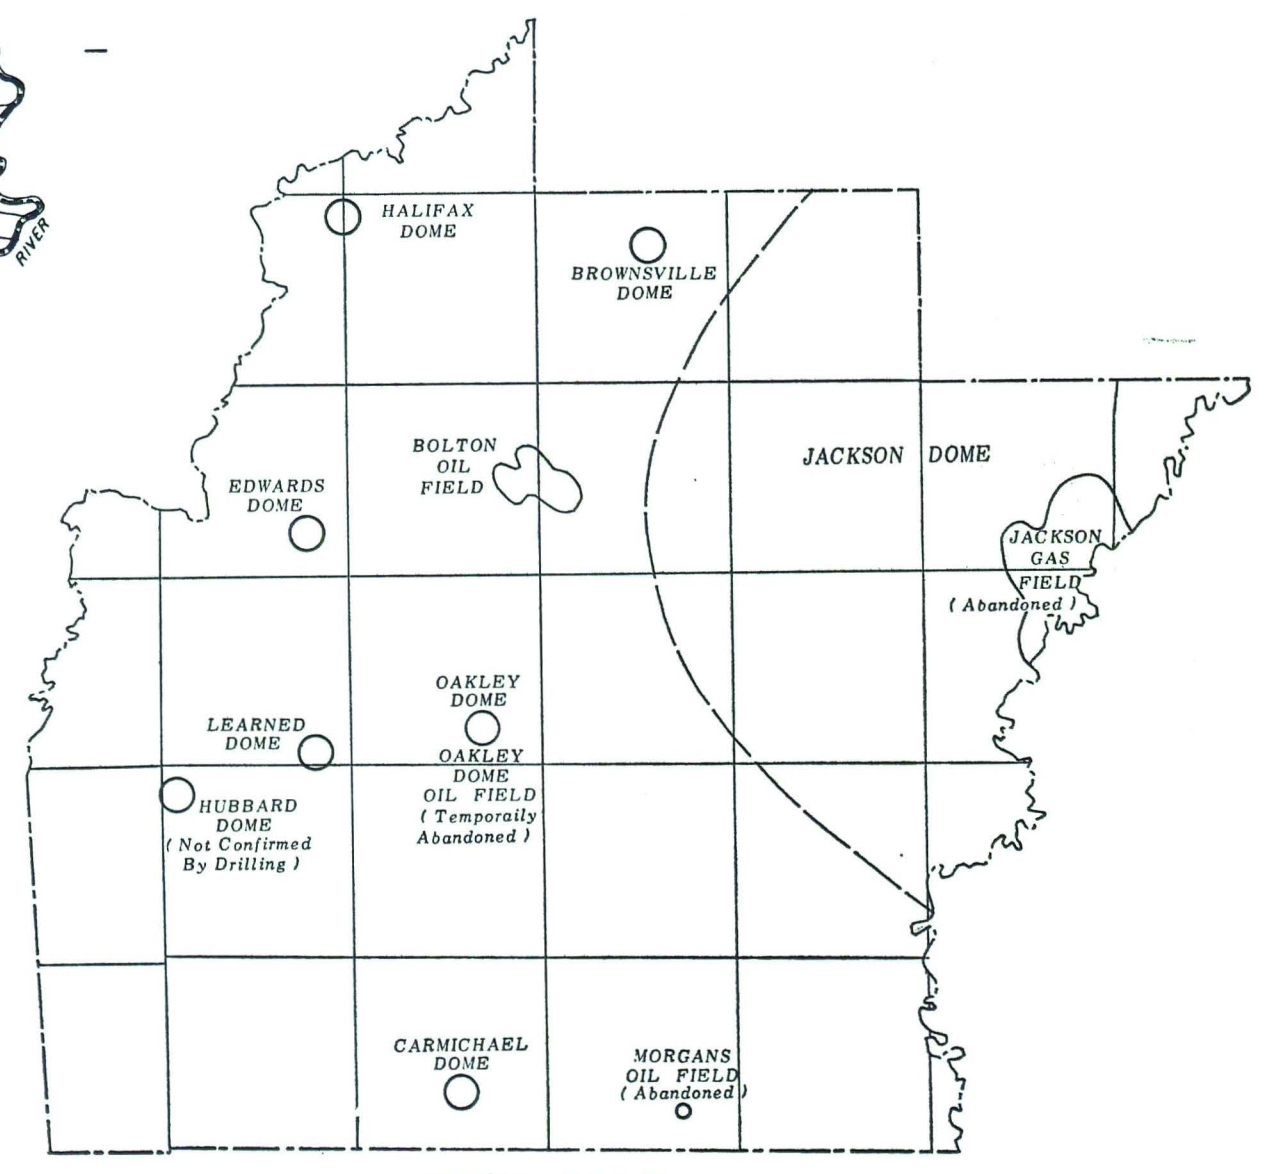 RIVER
HALIFAX
DOME
BROWNSVILLE
DOME
BOLTON
OIL
FIELD
JACKSON DOME
EDWARDS
DOME
JACKSON
GAS
FIELD
( Abandoned )
OAKLEY
DOME
LEARNED
DOME
OAKLEY
DOME
OIL FIELD
( Temporaily
Abandoned )
HUBBARD
DOME
( Not Confirmed
By Drilling )
CARMICHAEL
DOME
MORGANS
OIL FIELD
( Abandoned )